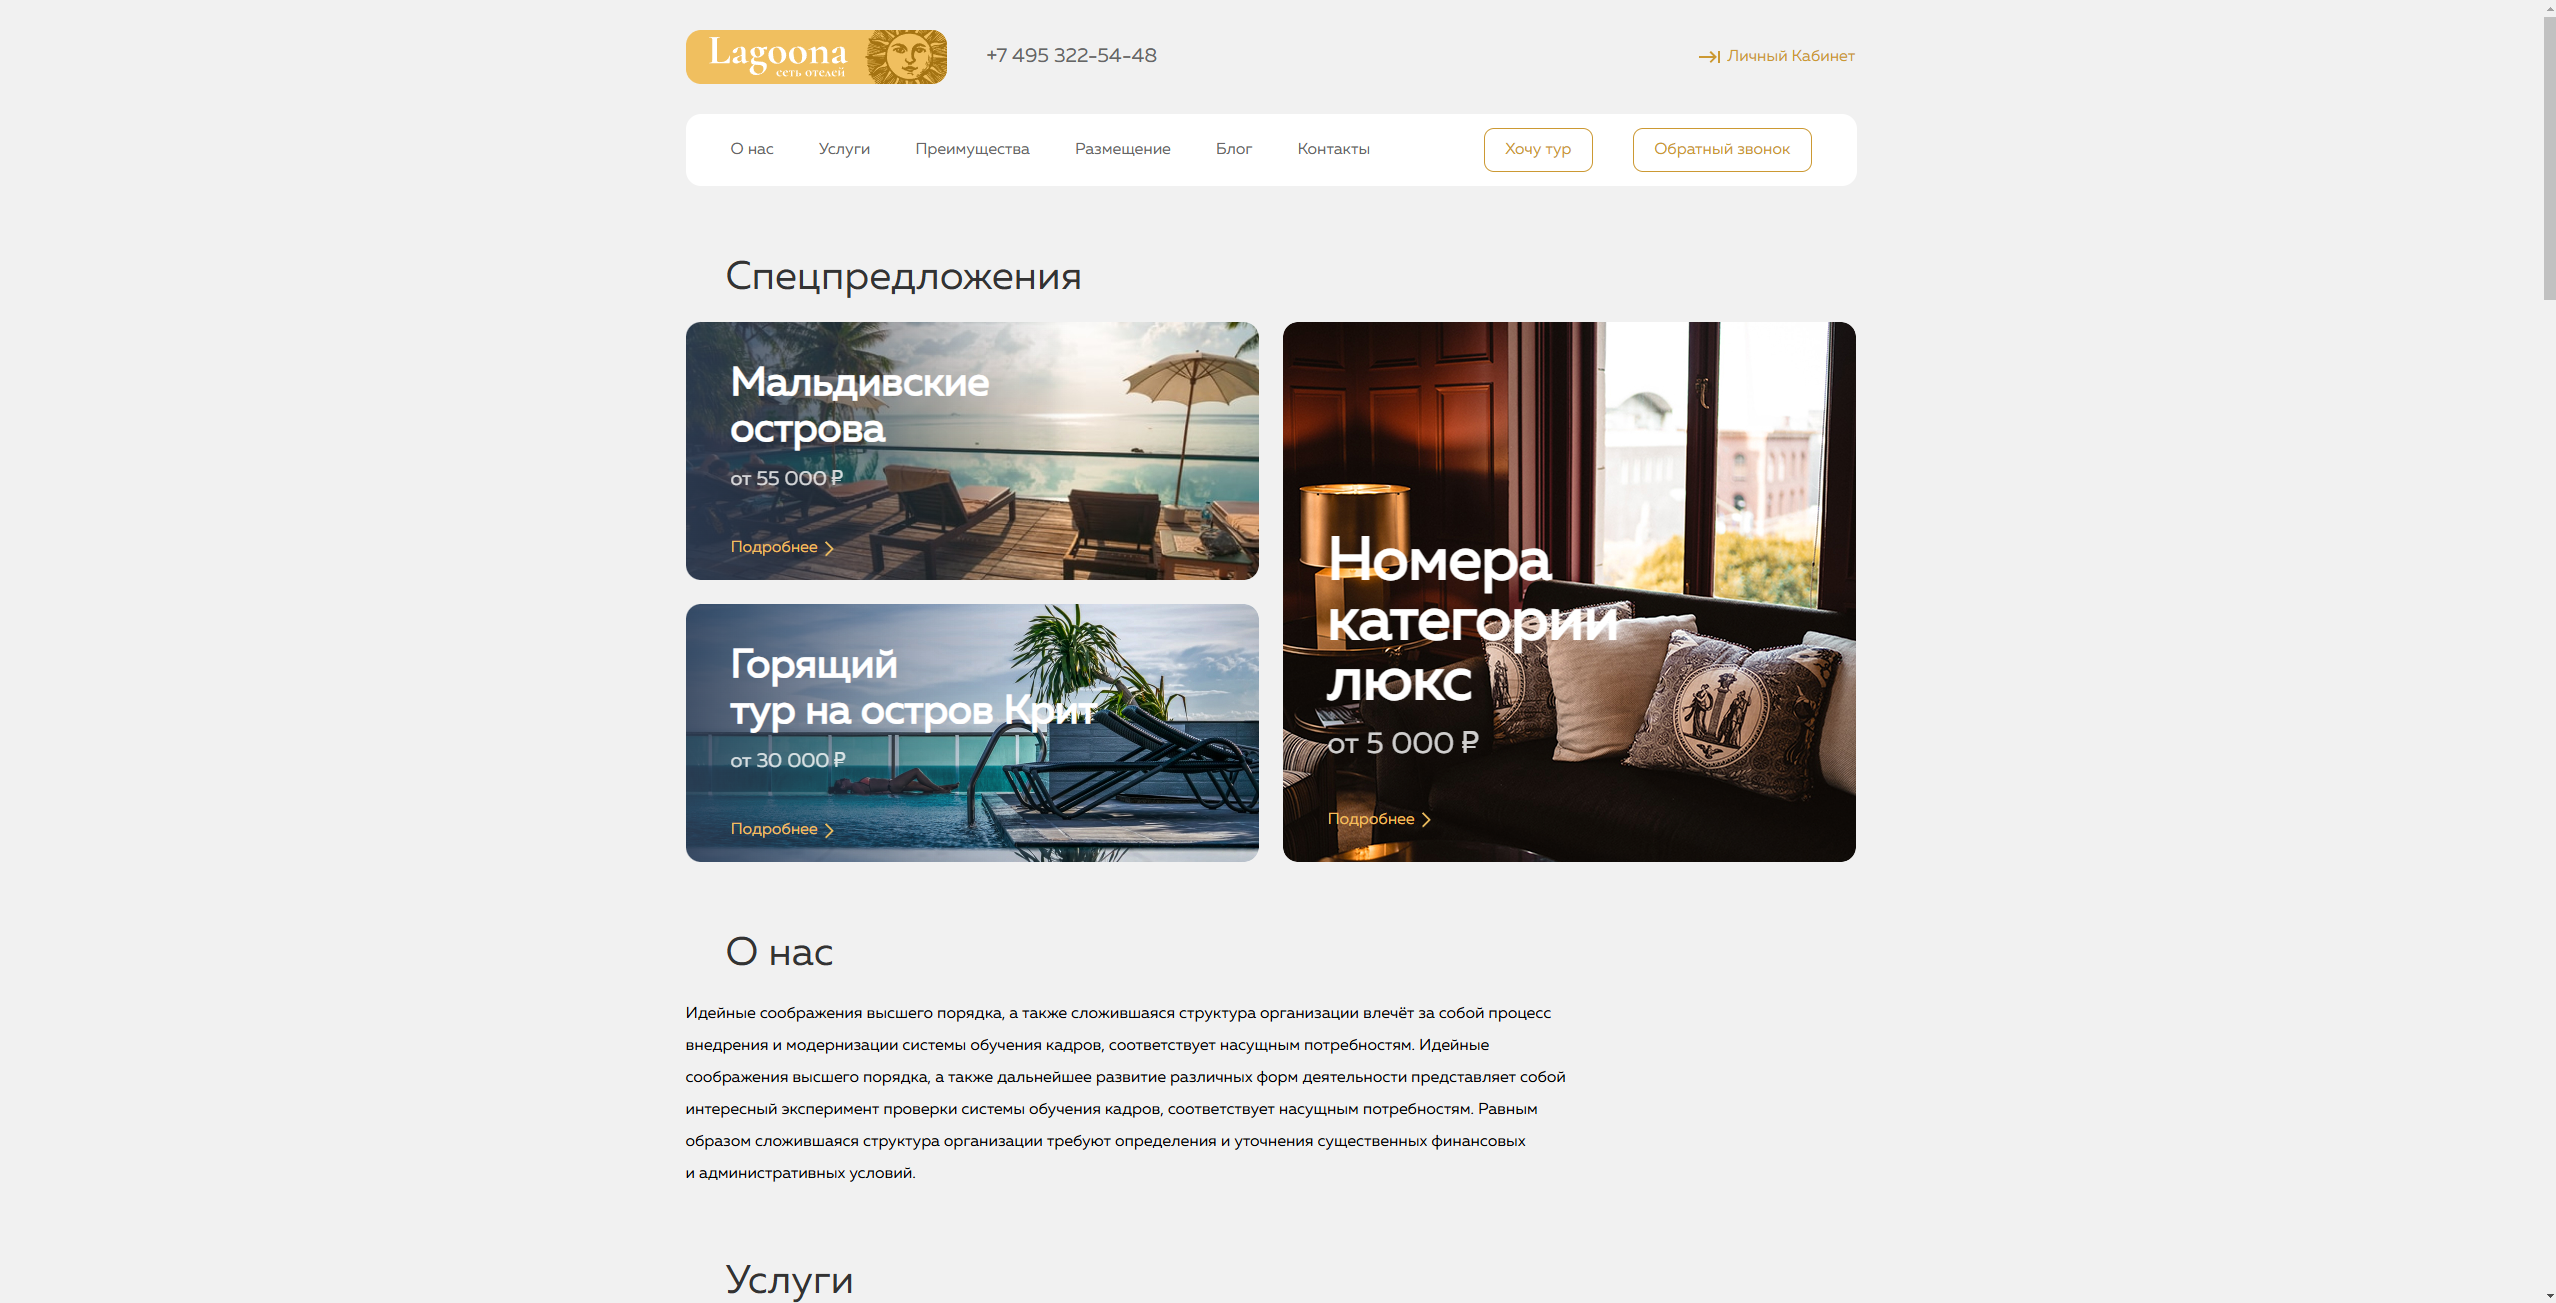 Lagoona
сеть отелей
+7 495 322-54-48
Личный Кабинет
О нас
Услуги
Преимущества
Размещение
Блог
Контакты
Хочу тур
Обратный звонок
Спецпредложения
Мальдивские
острова
от 55 000 ₽
Подробнее
Горящий
тур на остров Крит
от 30 000 ₽
Подробнее
Номера
категории
люкс
от 5 000 ₽
Подробнее
О нас
Идейные соображения высшего порядка, а также сложившаяся структура организации влечёт за собой процесс
внедрения и модернизации системы обучения кадров, соответствует насущным потребностям. Идейные
соображения высшего порядка, а также дальнейшее развитие различных форм деятельности представляет собой
интересный эксперимент проверки системы обучения кадров, соответствует насущным потребностям. Равным
образом сложившаяся структура организации требуют определения и уточнения существенных финансовых
и административных условий.
Услуги